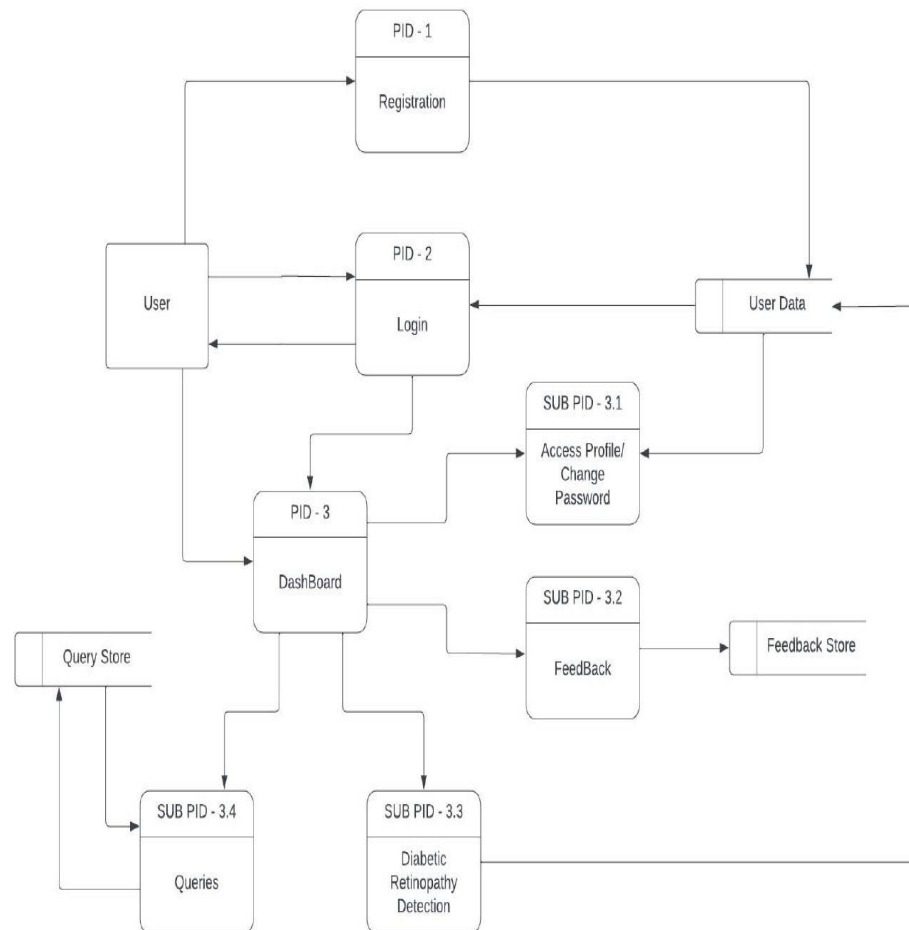 PID - 1
Registration
PID - 2
Login
User
User Data
SUB PID - 3.1
Access Profile/
Change
Password
PID - 3
DashBoard
SUB PID - 3.2
FeedBack
Feedback Store
Query Store
SUB PID - 3.4
Queries
SUB PID - 3.3
Diabetic
Retinopathy
Detection